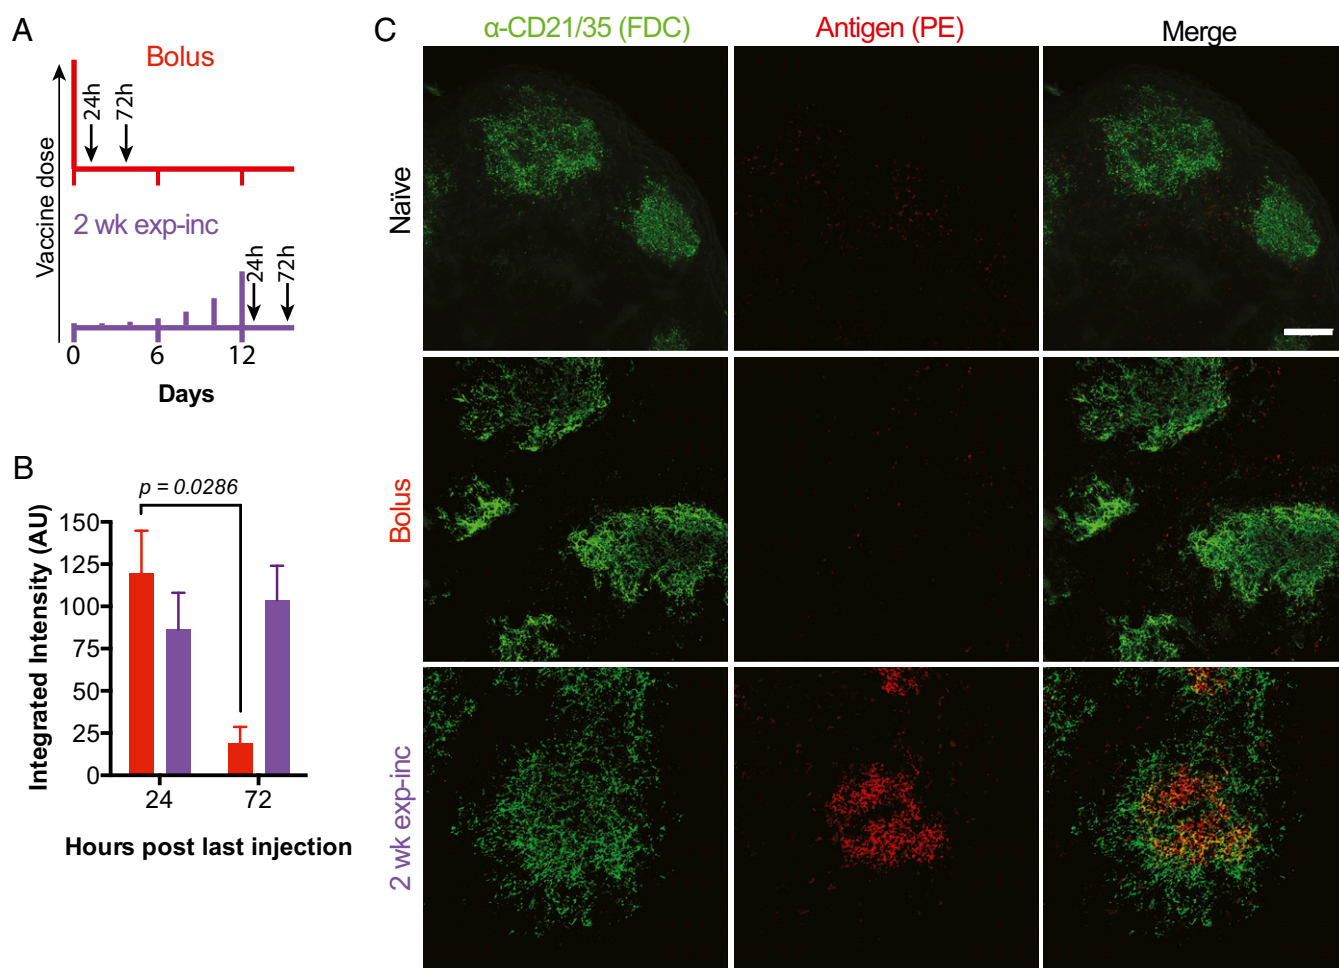 A
Bolus
Vaccine dose
24h
72h
2 wk exp-inc
24h
72h
0
6
12
Days
B
p = 0.0286
Integrated Intensity (AU)
150
125
100
75
50
25
0
24
72
Hours post last injection
C
α-CD21/35 (FDC)
Antigen (PE)
Merge
Naïve
Bolus
2 wk exp-inc